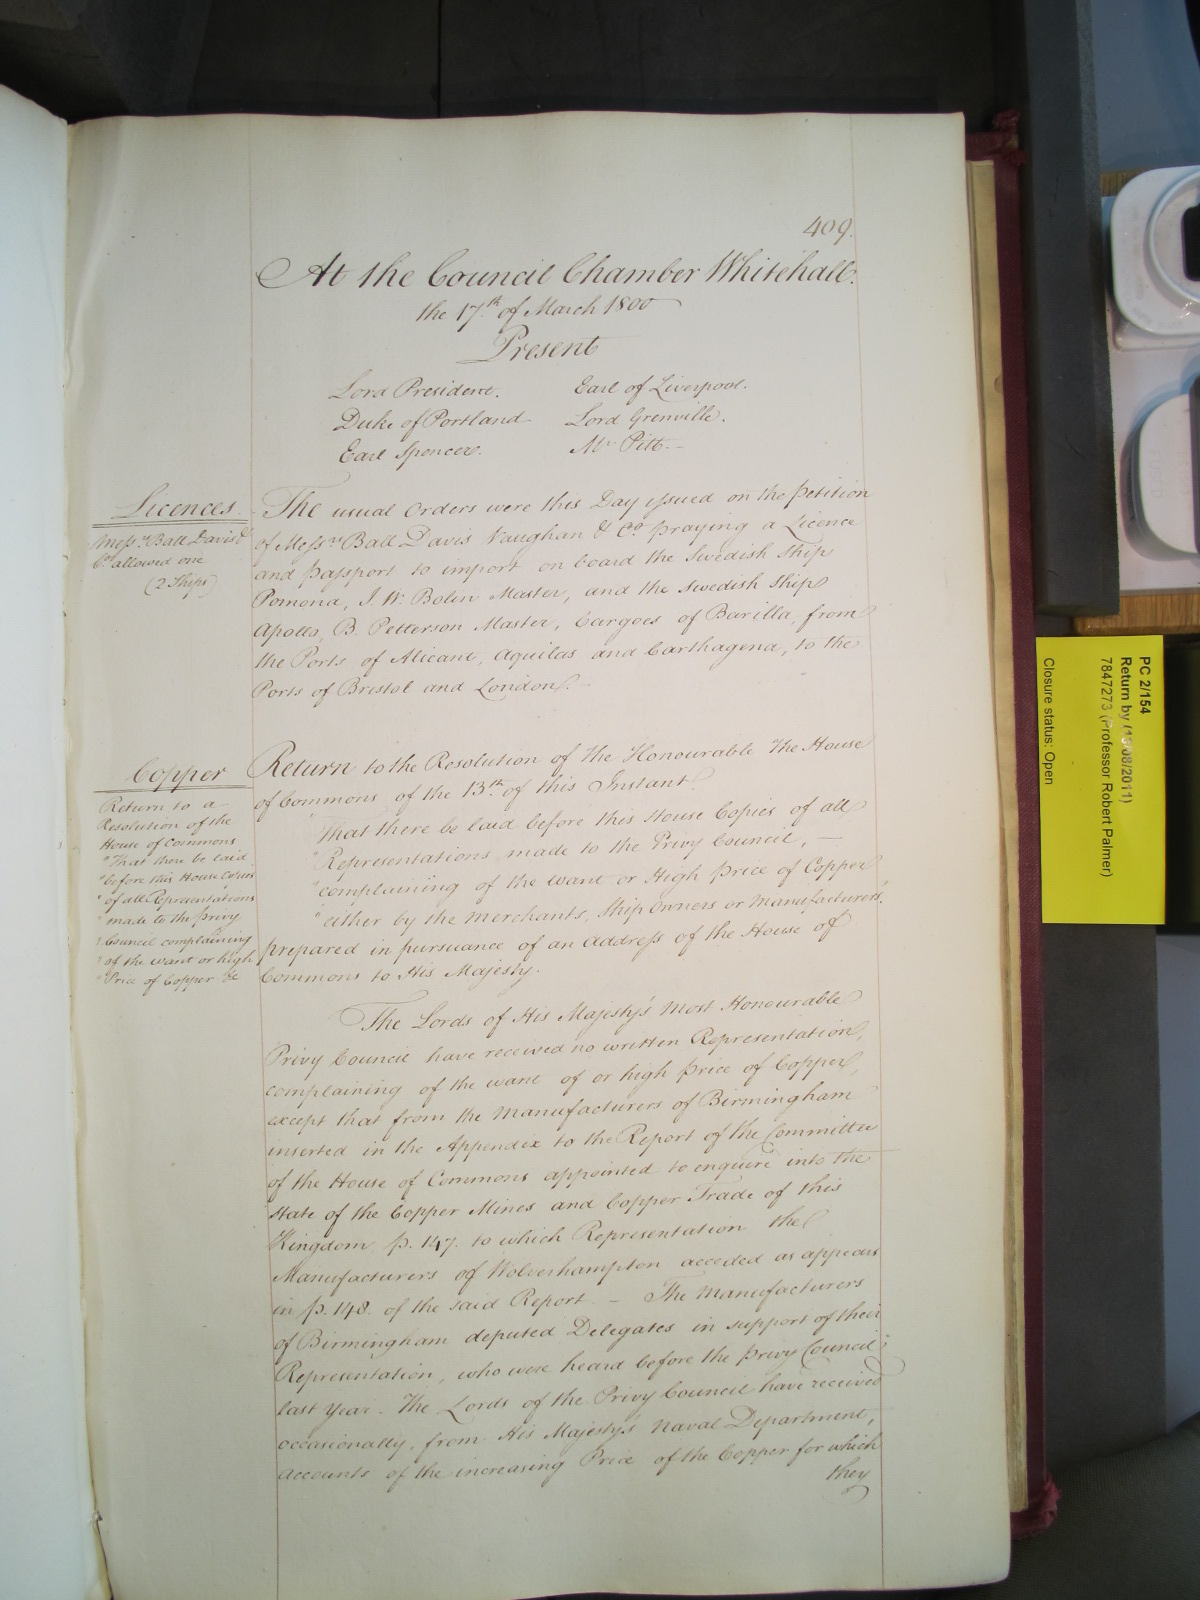 409.
At the Council Chamber Whitehall.
the 17th of March 1800
Present
Lord President. Earl of Liverpool.
Duke of Portland Lord Grenville.
Earl Spencer. Mr Pitt.-
Licences.
Messrs Ball Davis &
Co allowed one
(2 Ships)
The usual Orders were this Day issued on the Petition
of Messrs Ball Davis Vaughan & Co praying a Licence
and Passport to import on board the Swedish Ship
Pomona, J. W. Bolin Master, and the Swedish Ship
Apollo, B. Petterson Master, Cargoes of Barilla, from
the Ports of Alicant, Aquilas and Carthagena, to the
Ports of Bristol and London.
Copper
Return to a
Resolution of the
House of Commons
"That there be laid
"before this House Copies
"of all Representations
"made to the Privy
"Council complaining
"of the want or high
"Price of Copper &c
Return to the Resolution of the Honourable The House
of Commons of the 13th of this Instant.
"That there be laid before this House Copies of all
"Representations made to the Privy Council, —
"complaining of the want or High Price of Copper
"either by the Merchants, Ship Owners or Manufacturers".
prepared in pursuance of an Address of the House of
Commons to His Majesty.
The Lords of His Majesty's Most Honourable
Privy Council have received no written Representation,
complaining of the want of or high Price of Copper,
except that from the Manufacturers of Birmingham
inserted in the Appendix to the Report of the Committee
of the House of Commons appointed to enquire into the
State of the Copper Mines and Copper Trade of this
Kingdom, p. 147. to which Representation the
Manufacturers of Wolverhampton acceded as appears
in p. 148. of the said Report. — The Manufacturers
of Birmingham deputed Delegates in support of their
Representation, who were heard before the Privy Council
last Year. The Lords of the Privy Council have received
occasionally, from His Majesty's Naval Department,
Accounts of the increasing Price of the Copper for which
they
PC 2/154
Return by (13/08/2011)
7847273 (Professor Robert Palmer)
Closure status: Open